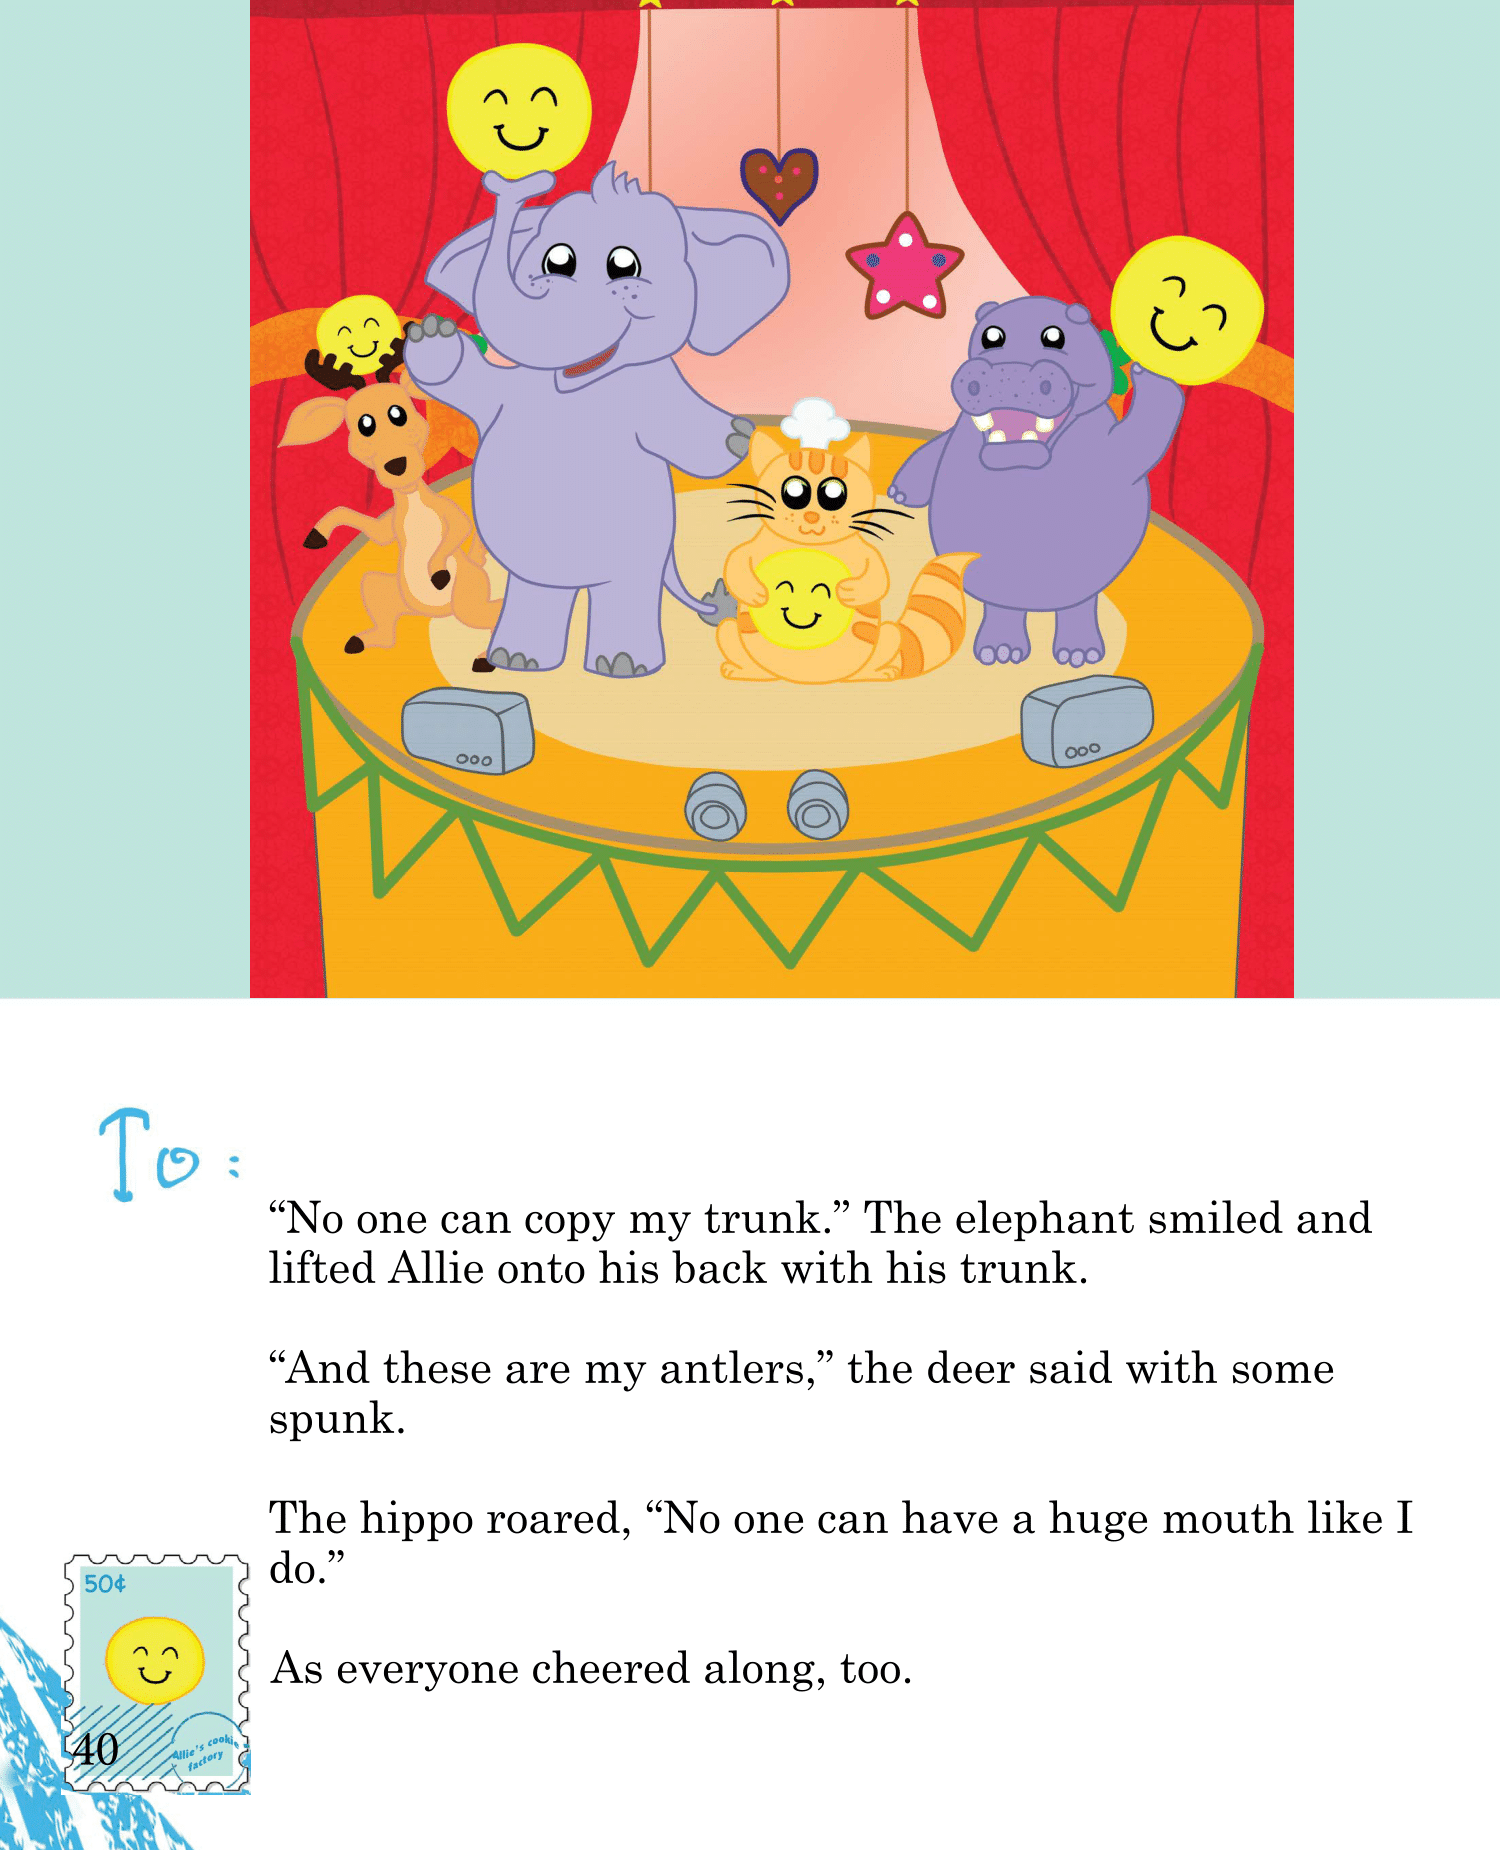 To:
“No one can copy my trunk.” The elephant smiled and
lifted Allie onto his back with his trunk.
“And these are my antlers,” the deer said with some
spunk.
The hippo roared, “No one can have a huge mouth like I
do.”
As everyone cheered along, too.
50¢
40
Allie's cookie
factory